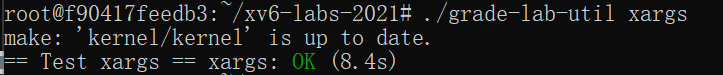 root@f90417feedb3:~/xv6-labs-2021# ./grade-lab-util xargs
make: 'kernel/kernel' is up to date.
== Test xargs == xargs: OK (8.4s)